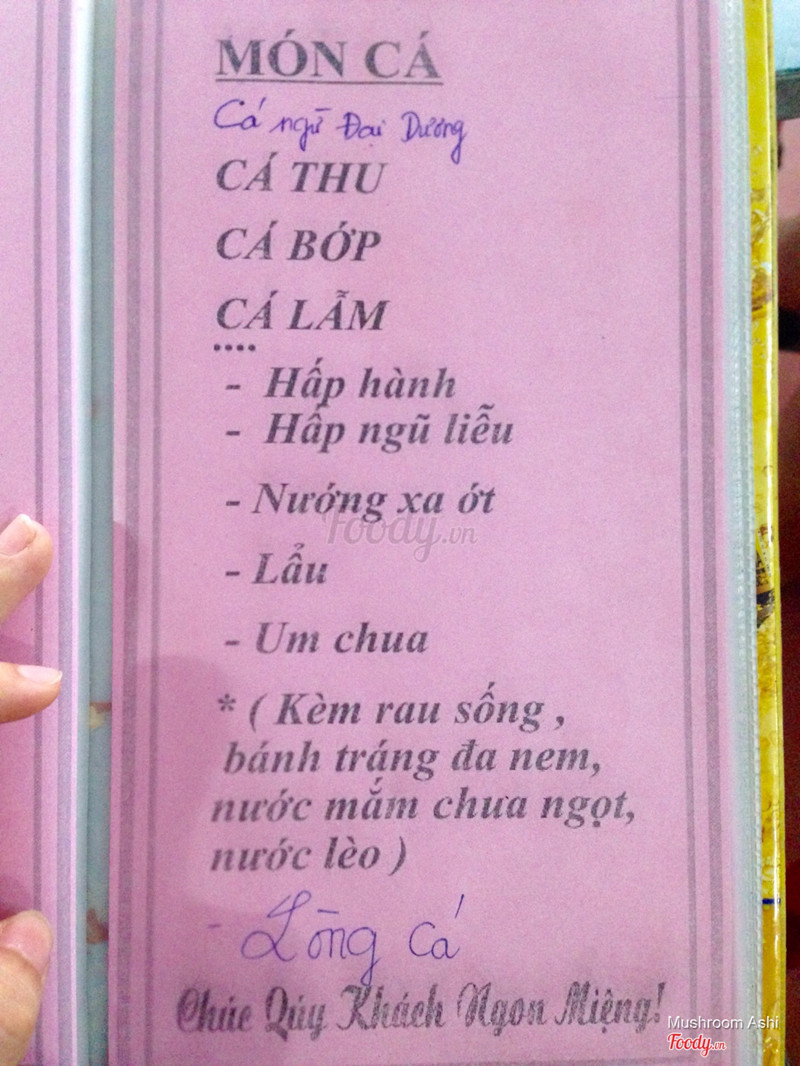 MÓN CÁ
Cá ngừ Đại Dương
CÁ THU
CÁ BỚP
CÁ LẪM
....
- Hấp hành
- Hấp ngũ liễu
- Nướng xa ớt
Foody.vn
- Lẩu
- Um chua
* ( Kèm rau sống ,
bánh tráng đa nem,
nước mắm chưa ngọt,
nước lèo )
- Lòng cá
Chúc Qúy Khách Ngon Miệng!
Mushroom Ashi
Foody.vn